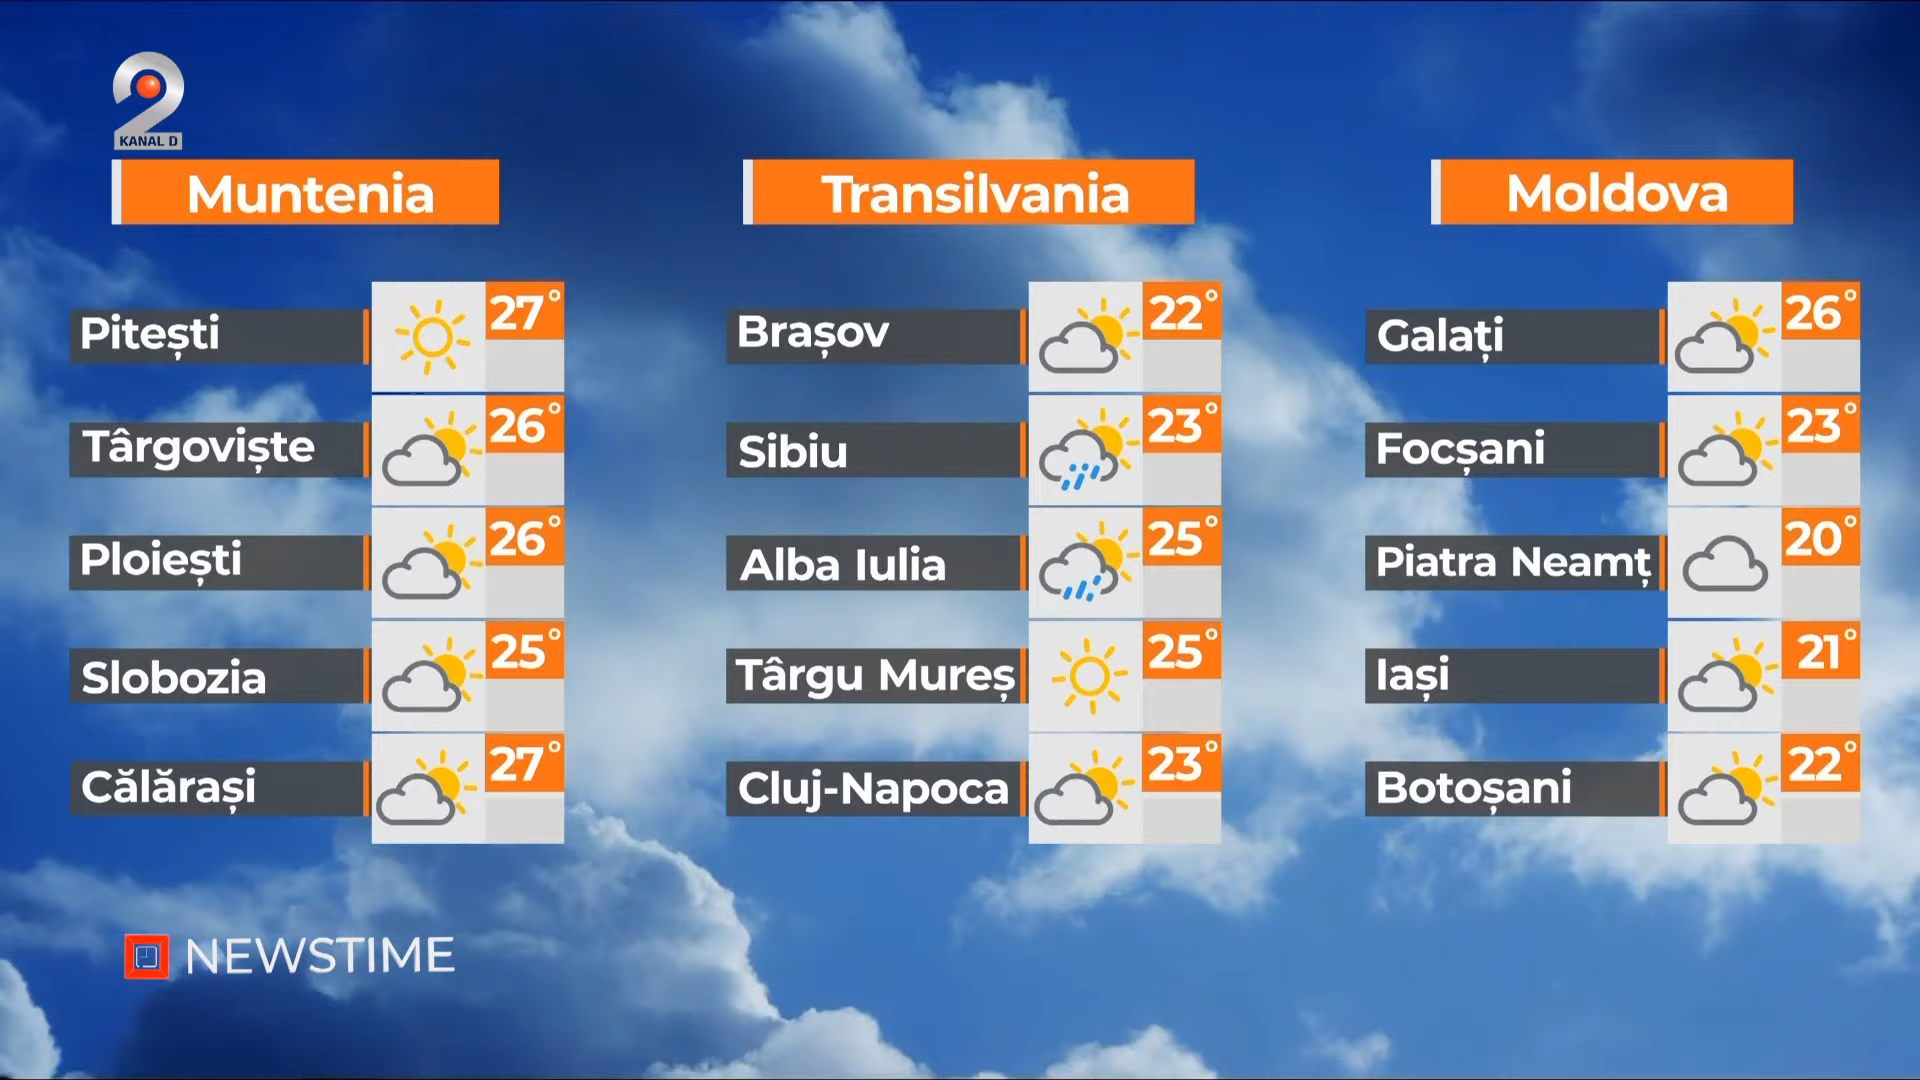 KANAL D
Muntenia
Pitești 27°
Târgoviște 26°
Ploiești 26°
Slobozia 25°
Călărași 27°
Transilvania
Brașov 22°
Sibiu 23°
Alba Iulia 25°
Târgu Mureș 25°
Cluj-Napoca 23°
Moldova
Galați 26°
Focșani 23°
Piatra Neamț 20°
Iași 21°
Botoșani 22°
NEWSTIME